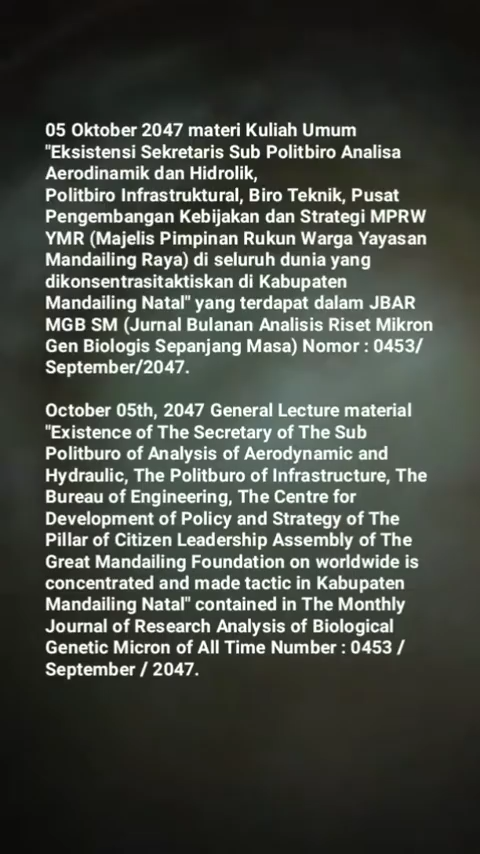 05 Oktober 2047 materi Kuliah Umum
"Eksistensi Sekretaris Sub Politbiro Analisa
Aerodinamik dan Hidrolik,
Politbiro Infrastruktural, Biro Teknik, Pusat
Pengembangan Kebijakan dan Strategi MPRW
YMR (Majelis Pimpinan Rukun Warga Yayasan
Mandailing Raya) di seluruh dunia yang
dikonsentrasitaktiskan di Kabupaten
Mandailing Natal" yang terdapat dalam JBAR
MGB SM (Jurnal Bulanan Analisis Riset Mikron
Gen Biologis Sepanjang Masa) Nomor : 0453/
September/2047.
October 05th, 2047 General Lecture material
"Existence of The Secretary of The Sub
Politburo of Analysis of Aerodynamic and
Hydraulic, The Politburo of Infrastructure, The
Bureau of Engineering, The Centre for
Development of Policy and Strategy of The
Pillar of Citizen Leadership Assembly of The
Great Mandailing Foundation on worldwide is
concentrated and made tactic in Kabupaten
Mandailing Natal" contained in The Monthly
Journal of Research Analysis of Biological
Genetic Micron of All Time Number : 0453 /
September / 2047.